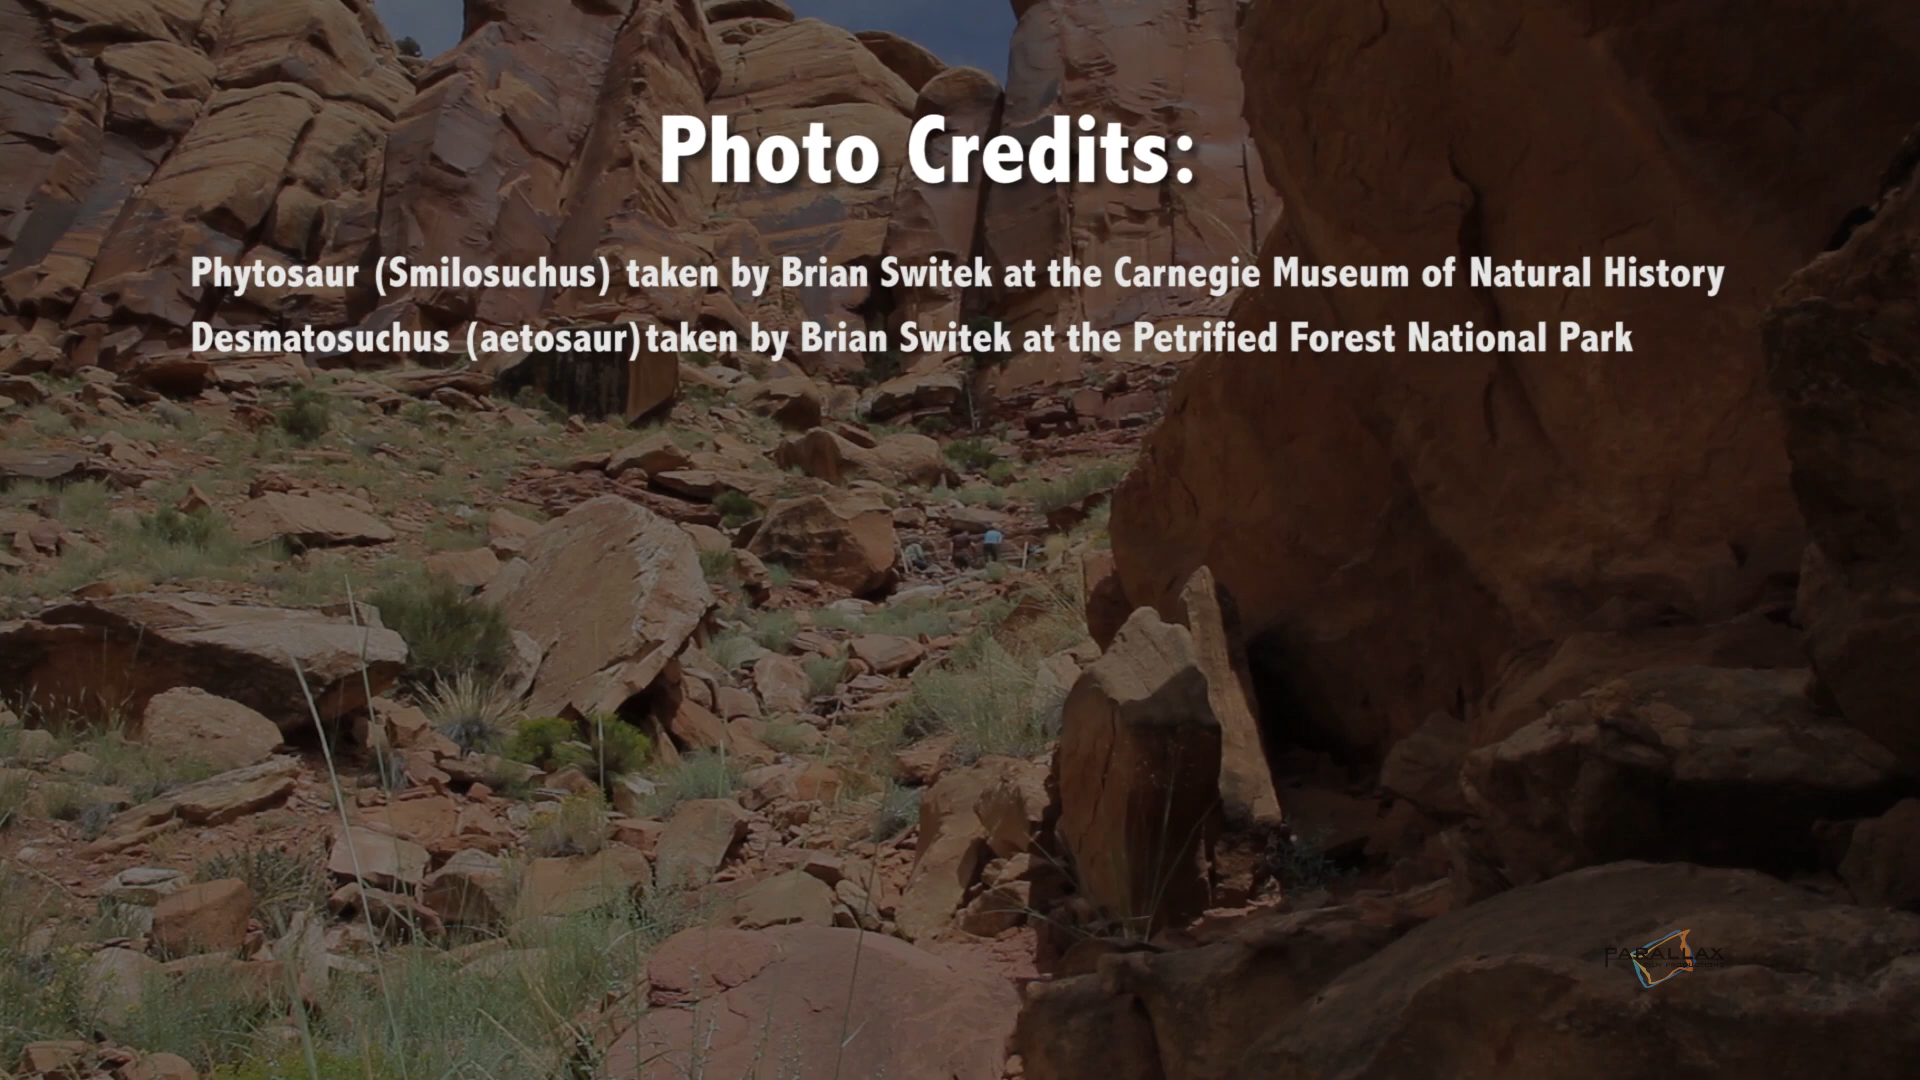 Photo Credits:
Phytosaur (Smilosuchus) taken by Brian Switek at the Carnegie Museum of Natural History
Desmatosuchus (aetosaur) taken by Brian Switek at the Petrified Forest National Park
PARALLAX